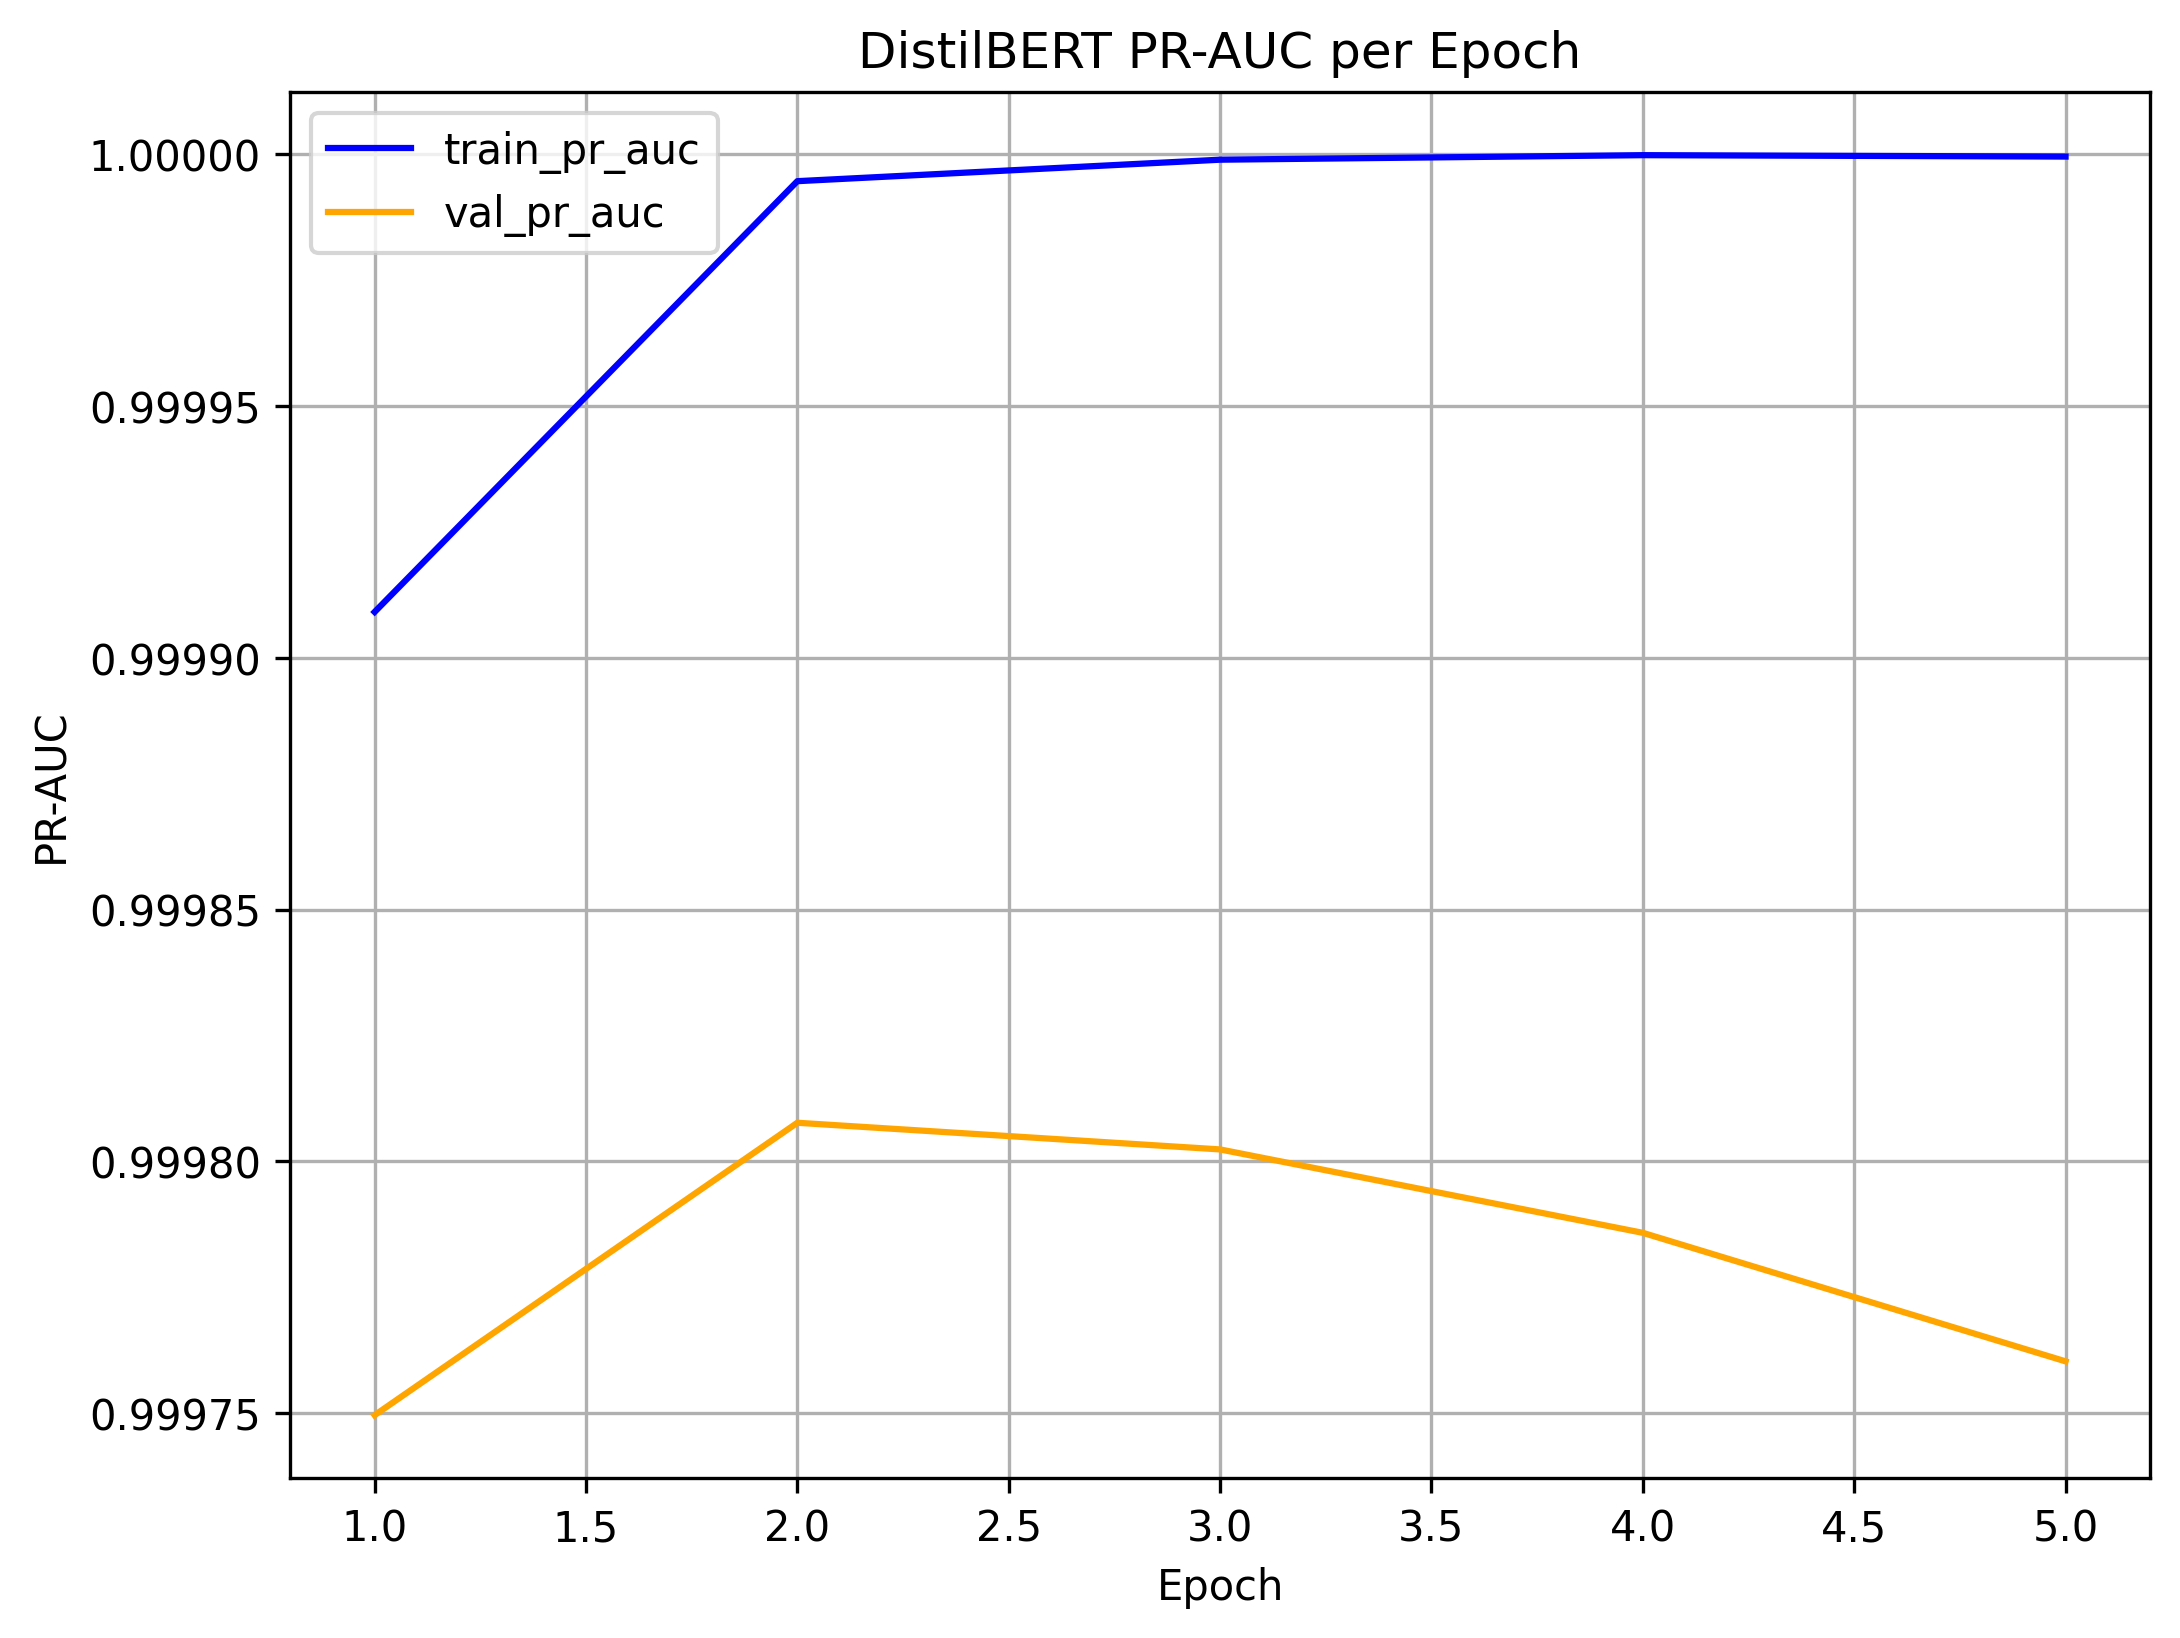 DistilBERT PR-AUC per Epoch
train_pr_auc
val_pr_auc
1.00000
0.99995
0.99990
0.99985
0.99980
0.99975
PR-AUC
1.0 1.5 2.0 2.5 3.0 3.5 4.0 4.5 5.0
Epoch